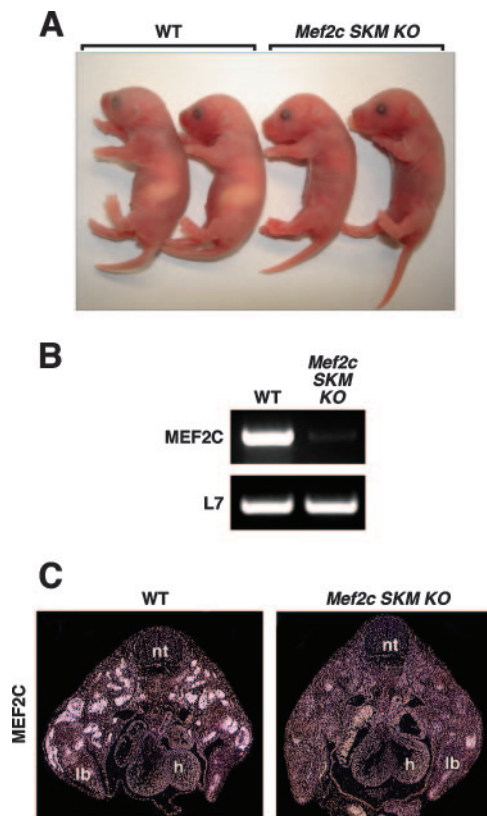 A
WT Mef2c SKM KO
B
Mef2c
SKM
KO
WT
MEF2C
L7
C
WT Mef2c SKM KO
MEF2C
nt nt
lb h h lb